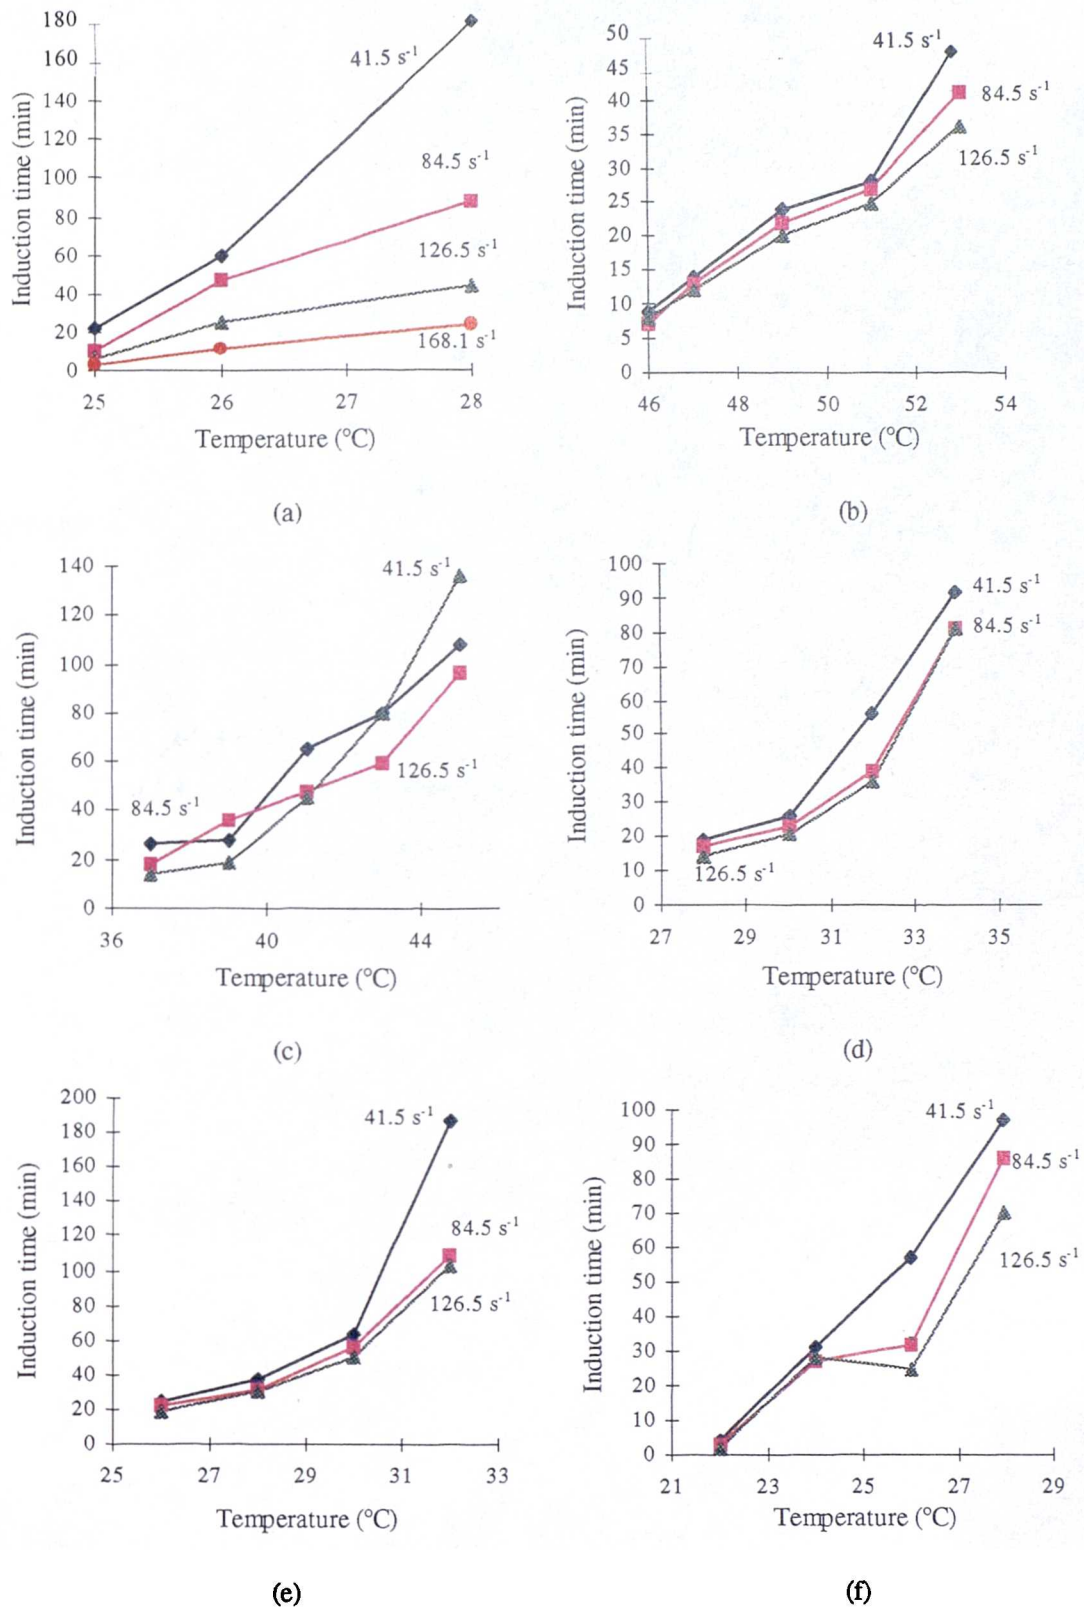 180
160
140
120
100
80
60
40
20
0
Induction time (min)
41.5 s-1
84.5 s-1
126.5 s-1
168.1 s-1
25 26 27 28
Temperature (°C)
(a)
50
45
40
35
30
25
20
15
10
5
0
Induction time (min)
41.5 s-1
84.5 s-1
126.5 s-1
46 48 50 52 54
Temperature (°C)
(b)
140
120
100
80
60
40
20
0
Induction time (min)
41.5 s-1
126.5 s-1
84.5 s-1
36 40 44
Temperature (°C)
(c)
100
90
80
70
60
50
40
30
20
10
0
Induction time (min)
41.5 s-1
84.5 s-1
126.5 s-1
27 29 31 33 35
Temperature (°C)
(d)
200
180
160
140
120
100
80
60
40
20
0
Induction time (min)
41.5 s-1
84.5 s-1
126.5 s-1
25 27 29 31 33
Temperature (°C)
(e)
100
90
80
70
60
50
40
30
20
10
0
Induction time (min)
41.5 s-1
84.5 s-1
126.5 s-1
21 23 25 27 29
Temperature (°C)
(f)